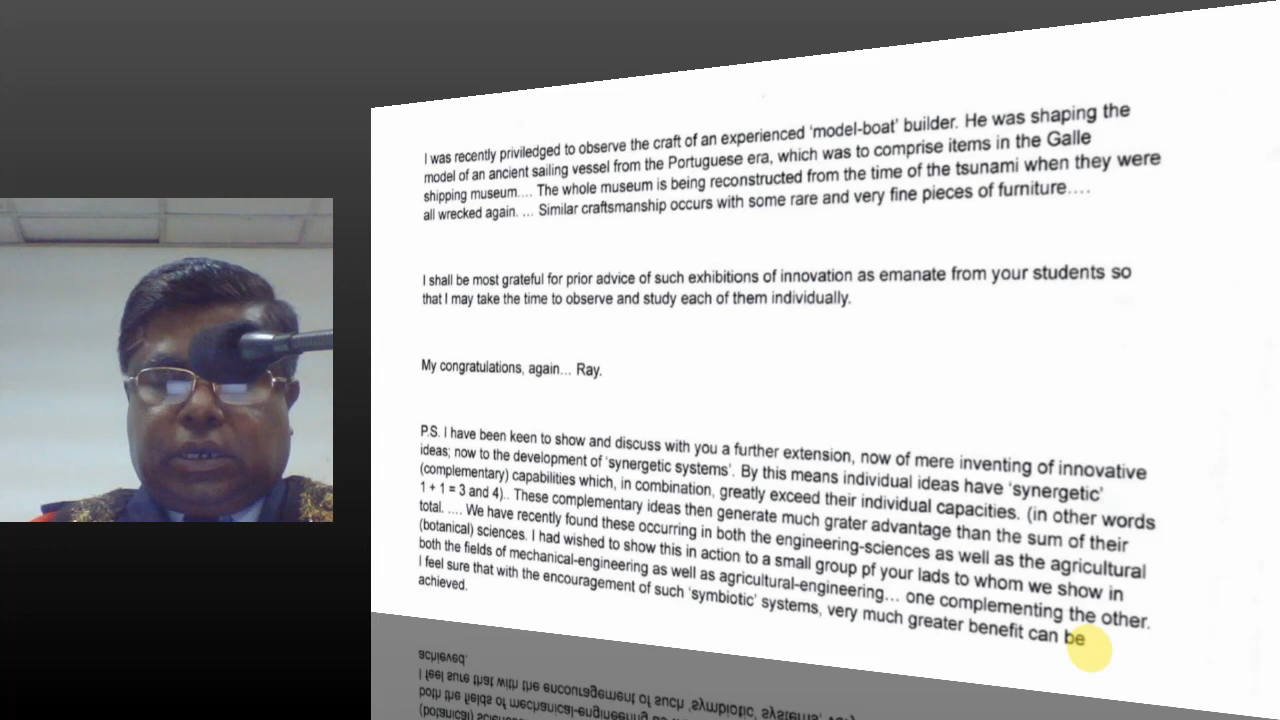 I was recently priviledged to observe the craft of an experienced 'model-boat' builder. He was shaping the
model of an ancient sailing vessel from the Portuguese era, which was to comprise items in the Galle
shipping museum.... The whole museum is being reconstructed from the time of the tsunami when they were
all wrecked again. ... Similar craftsmanship occurs with some rare and very fine pieces of furniture....
I shall be most grateful for prior advice of such exhibitions of innovation as emanate from your students so
that I may take the time to observe and study each of them individually.
My congratulations, again... Ray.
P.S. I have been keen to show and discuss with you a further extension, now of mere inventing of innovative
ideas; now to the development of 'synergetic systems'. By this means individual ideas have 'synergetic'
(complementary) capabilities which, in combination, greatly exceed their individual capacities. (in other words
1 + 1 = 3 and 4).. These complementary ideas then generate much grater advantage than the sum of their
total. .... We have recently found these occurring in both the engineering-sciences as well as the agricultural
(botanical) sciences. I had wished to show this in action to a small group pf your lads to whom we show in
both the fields of mechanical-engineering as well as agricultural-engineering... one complementing the other.
I feel sure that with the encouragement of such 'symbiotic' systems, very much greater benefit can be
achieved.